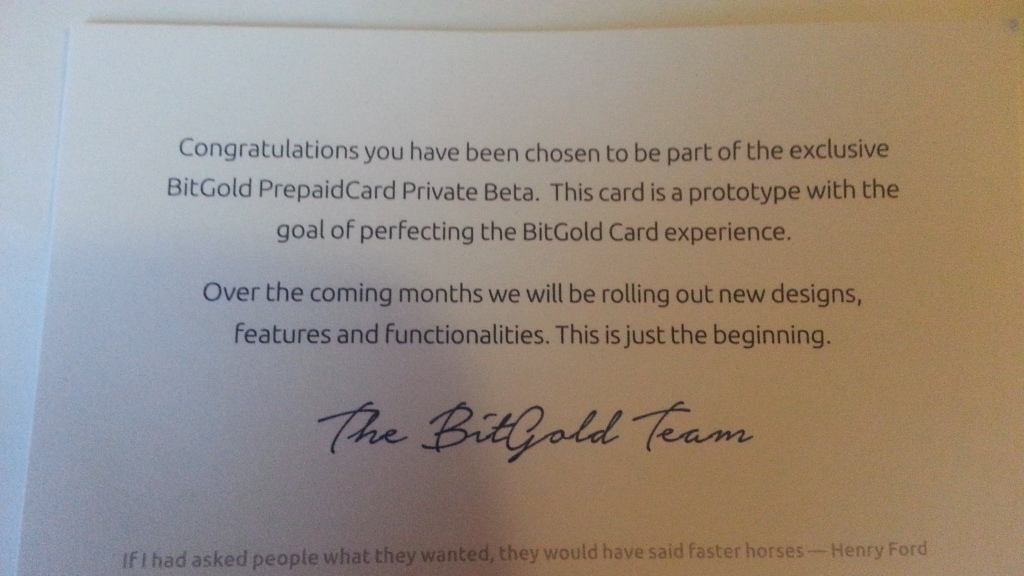 Congratulations you have been chosen to be part of the exclusive
BitGold PrepaidCard Private Beta. This card is a prototype with the
goal of perfecting the BitGold Card experience.
Over the coming months we will be rolling out new designs,
features and functionalities. This is just the beginning.
The BitGold Team
If I had asked people what they wanted, they would have said faster horses — Henry Ford